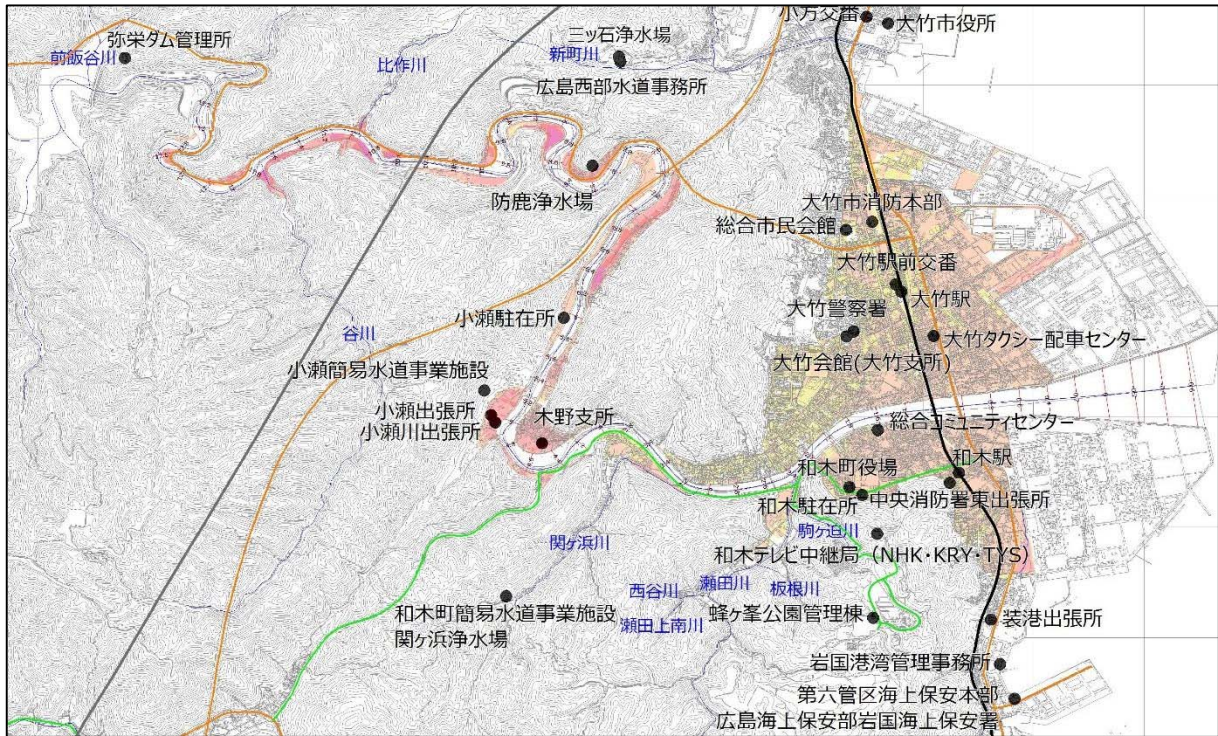 小方交番
大竹市役所
弥栄ダム管理所
前飯谷川
三ッ石浄水場
新町川
比作川
広島西部水道事務所
防鹿浄水場
大竹市消防本部
総合市民会館
大竹駅前交番
大竹駅
大竹警察署
小瀬駐在所
谷川
大竹タクシー配車センター
大竹会館(大竹支所)
小瀬簡易水道事業施設
小瀬出張所
小瀬川出張所
木野支所
総合コミュニティセンター
和木駅
和木町役場
中央消防署東出張所
和木駐在所
駒ヶ迫川
関ヶ浜川
和木テレビ中継局 (NHK・KRY・TYS)
西谷川
瀬田川
板根川
和木町簡易水道事業施設
関ヶ浜浄水場
瀬田上南川
蜂ヶ峯公園管理棟
装港出張所
岩国港湾管理事務所
第六管区海上保安本部
広島海上保安部岩国海上保安署